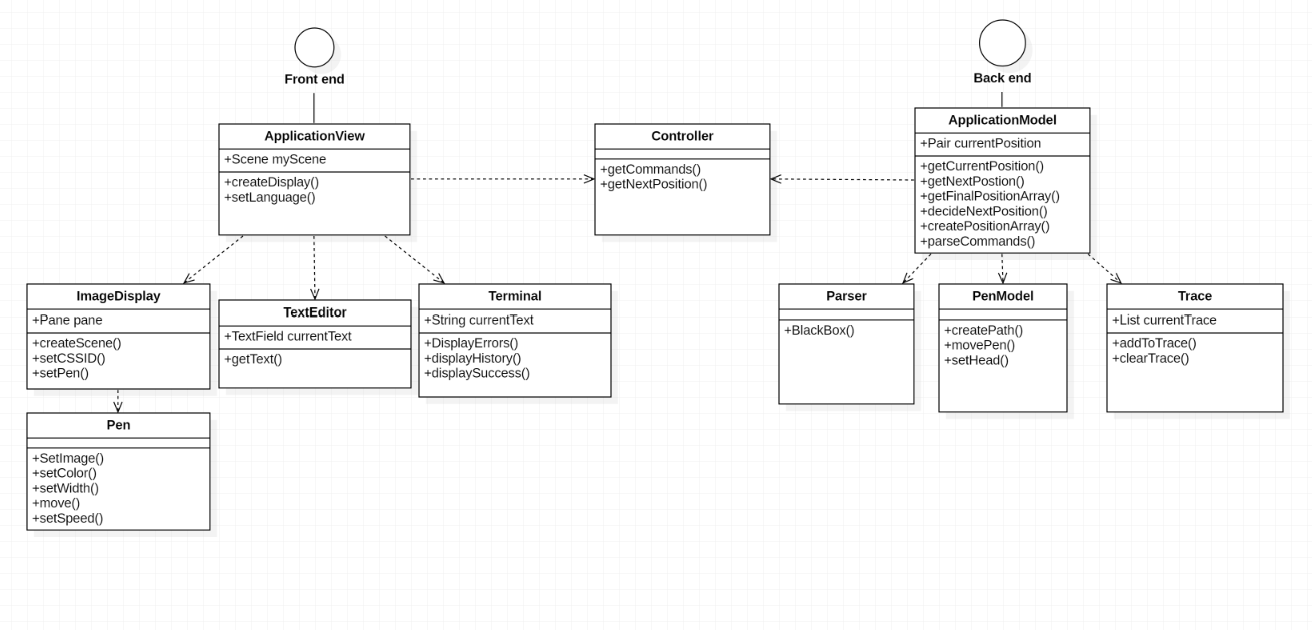 Front end
Back end
ApplicationView
+Scene myScene
+createDisplay()
+setLanguage()
Controller
+getCommands()
+getNextPosition()
ApplicationModel
+Pair currentPosition
+getCurrentPosition()
+getNextPostion()
+getFinalPositionArray()
+decideNextPosition()
+createPositionArray()
+parseCommands()
ImageDisplay
+Pane pane
+createScene()
+setCSSID()
+setPen()
TextEditor
+TextField currentText
+getText()
Terminal
+String currentText
+DisplayErrors()
+displayHistory()
+displaySuccess()
Parser
+BlackBox()
PenModel
+createPath()
+movePen()
+setHead()
Trace
+List currentTrace
+addToTrace()
+clearTrace()
Pen
+SetImage()
+setColor()
+setWidth()
+move()
+setSpeed()